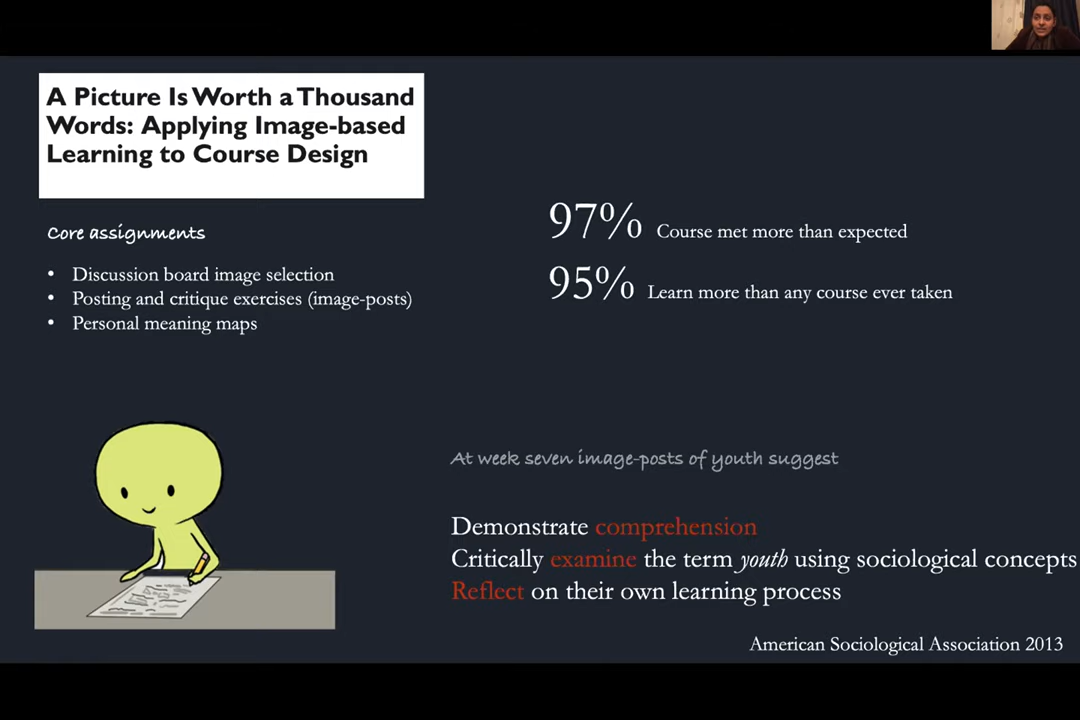 A Picture Is Worth a Thousand
Words: Applying Image-based
Learning to Course Design
Core assignments
• Discussion board image selection
• Posting and critique exercises (image-posts)
• Personal meaning maps
97% Course met more than expected
95% Learn more than any course ever taken
At week seven image-posts of youth suggest
Demonstrate comprehension
Critically examine the term youth using sociological concepts
Reflect on their own learning process
American Sociological Association 2013